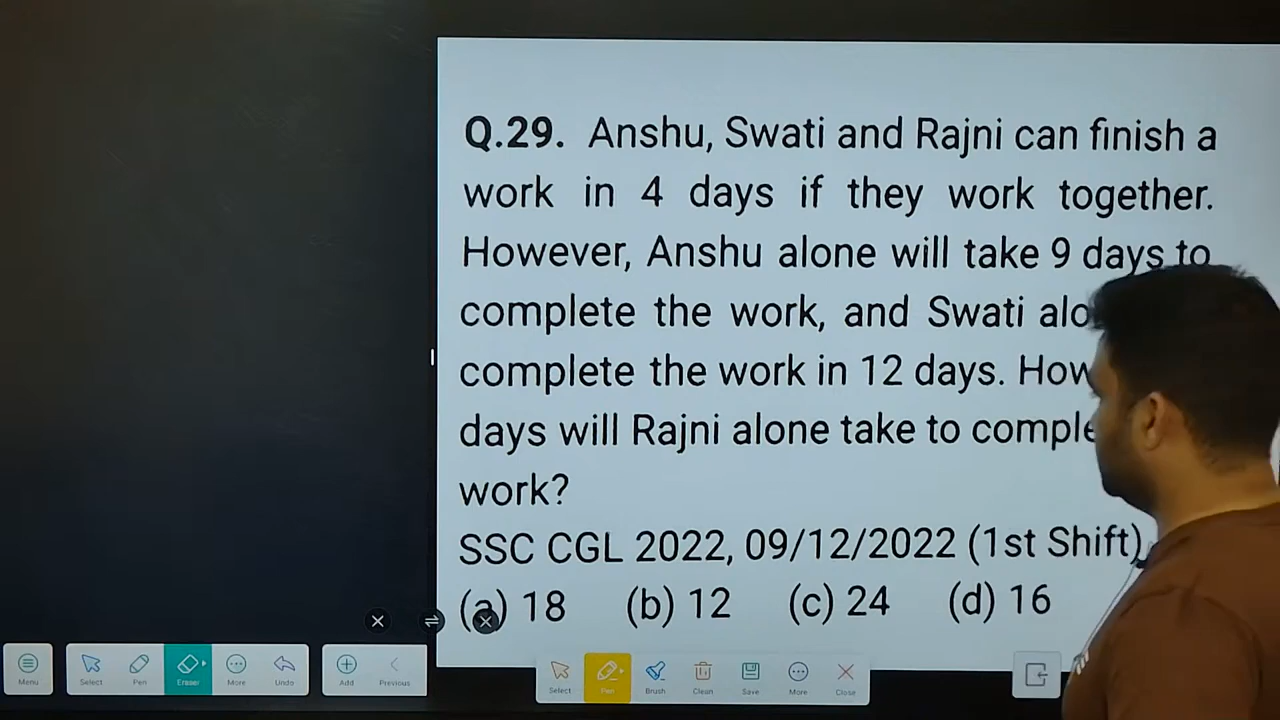 Q.29. Anshu, Swati and Rajni can finish a
work in 4 days if they work together.
However, Anshu alone will take 9 days to
complete the work, and Swati
complete the work in 12 days.
days will Rajni alone take to
work?
SSC CGL 2022, 09/12/2022 (1st Shift)
(a) 18 (b) 12 (c) 24 (d) 16
Menu Select Pen Eraser More Undo Add Previous
Select Pen Brush Clean Save More Close